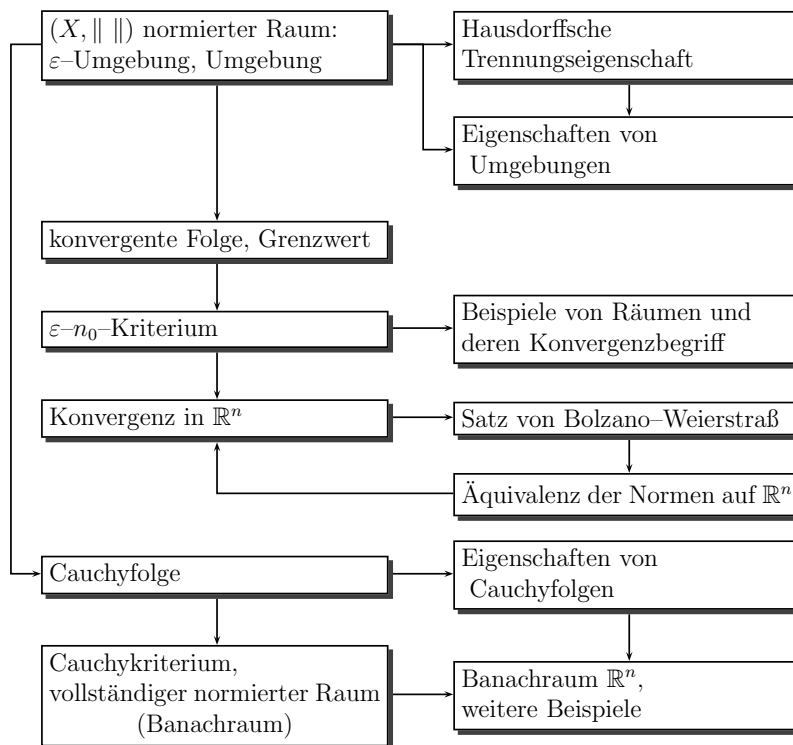 (X, ‖ ‖) normierter Raum:
ε–Umgebung, Umgebung
Hausdorffsche
Trennungseigenschaft
Eigenschaften von
Umgebungen
konvergente Folge, Grenzwert
ε–n₀–Kriterium
Beispiele von Räumen und
deren Konvergenzbegriff
Konvergenz in ℝⁿ
Satz von Bolzano–Weierstraß
Äquivalenz der Normen auf ℝⁿ
Cauchyfolge
Eigenschaften von
Cauchyfolgen
Cauchykriterium,
vollständiger normierter Raum
(Banachraum)
Banachraum ℝⁿ,
weitere Beispiele